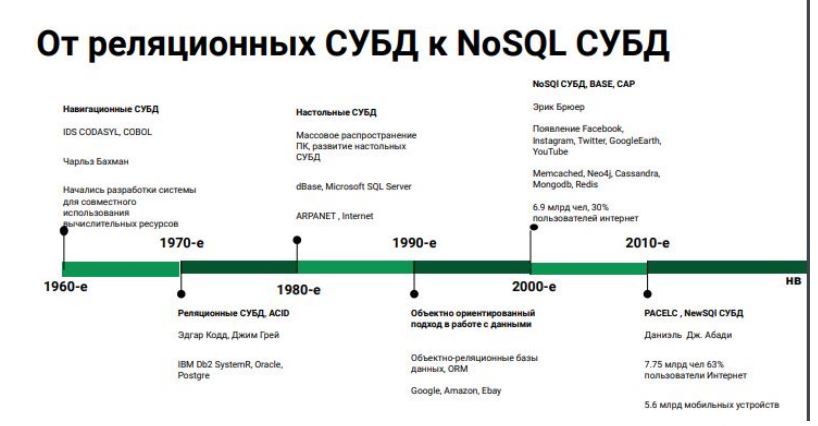 От реляционных СУБД к NoSQL СУБД
Навигационные СУБД
IDS CODASYL, COBOL
Чарльз Бахман
Начались разработки системы
для совместного
использования
вычислительных ресурсов
Настольные СУБД
Массовое распространение
ПК, развитие настольных
СУБД
dBase, Microsoft SQL Server
ARPANET , Internet
NoSQl СУБД, BASE, CAP
Эрик Брюер
Появление Facebook,
Instagram, Twitter, GoogleEarth,
YouTube
Memcached, Neo4j, Cassandra,
Mongodb, Redis
6.9 млрд чел, 30%
пользователей интернет
1970-е
1990-е
2010-е
1960-е
1980-е
2000-е
НВ
Реляционные СУБД, ACID
Эдгар Кодд, Джим Грей
IBM Db2 SystemR, Oracle,
Postgre
Объектно ориентированный
подход в работе с данными
Объектно-реляционные базы
данных, ORM
Google, Amazon, Ebay
PACELC , NewSQl СУБД
Даниэль Дж. Абади
7.75 млрд чел 63%
пользователи Интернет
5.6 млрд мобильных устройств